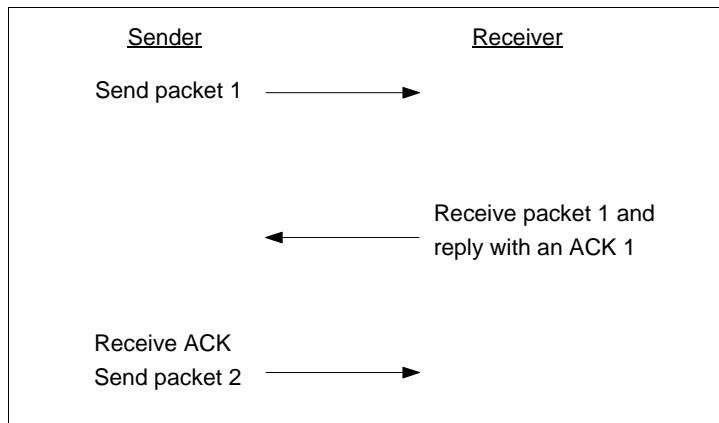 Sender
Receiver
Send packet 1
Receive packet 1 and
reply with an ACK 1
Receive ACK
Send packet 2